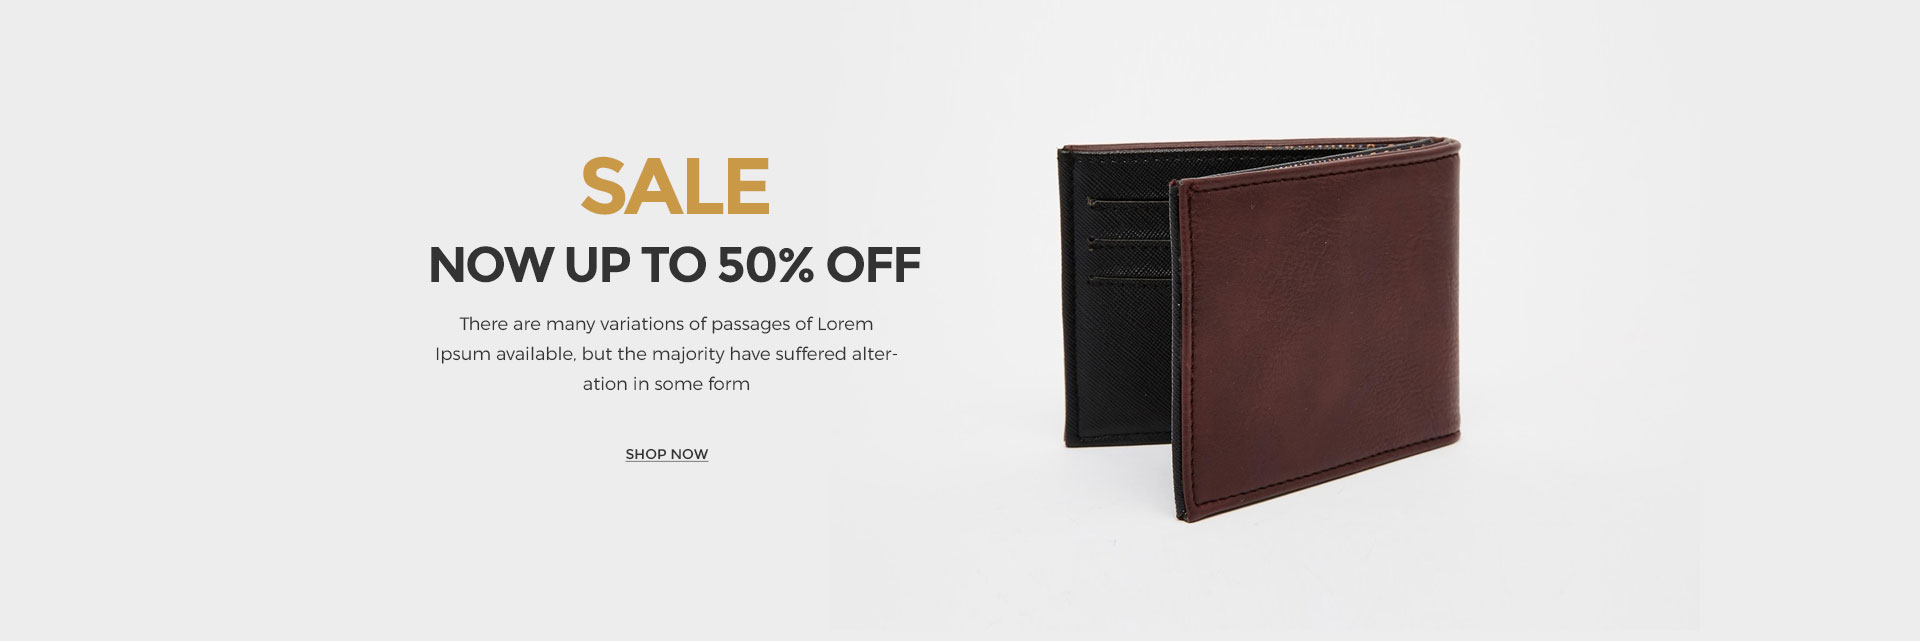 SALE
NOW UP TO 50% OFF
There are many variations of passages of Lorem
Ipsum available, but the majority have suffered alter-
ation in some form
SHOP NOW